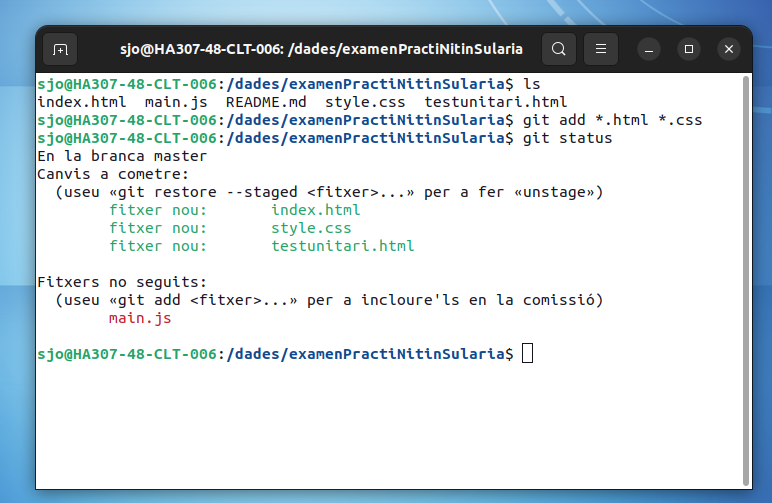 sjo@HA307-48-CLT-006: /dades/examenPractiNitinSularia
sjo@HA307-48-CLT-006:/dades/examenPractiNitinSularia$ ls
index.html  main.js  README.md  style.css  testunitari.html
sjo@HA307-48-CLT-006:/dades/examenPractiNitinSularia$ git add *.html *.css
sjo@HA307-48-CLT-006:/dades/examenPractiNitinSularia$ git status
En la branca master
Canvis a cometre:
  (useu «git restore --staged <fitxer>...» per a fer «unstage»)
        fitxer nou:       index.html
        fitxer nou:       style.css
        fitxer nou:       testunitari.html
Fitxers no seguits:
  (useu «git add <fitxer>...» per a incloure'ls en la comissió)
        main.js
sjo@HA307-48-CLT-006:/dades/examenPractiNitinSularia$